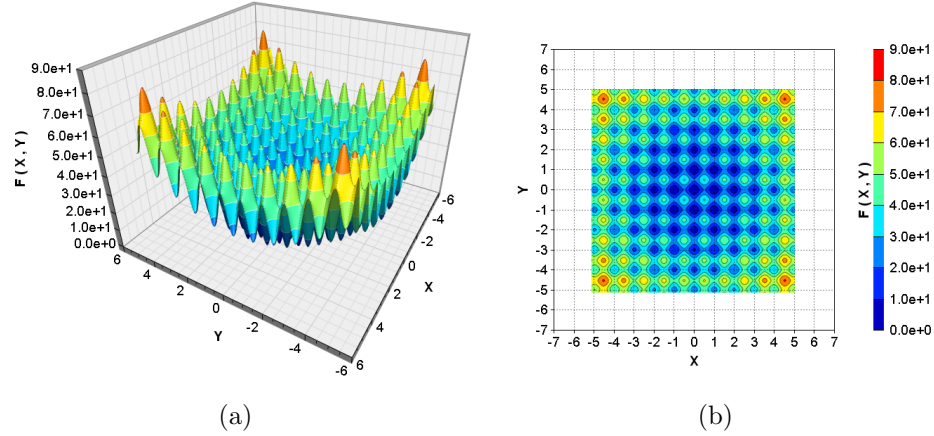 9.0e+1
8.0e+1
7.0e+1
6.0e+1
5.0e+1
4.0e+1
3.0e+1
2.0e+1
1.0e+1
0.0e+0
F ( X , Y )
6
4
2
0
-2
-4
-6
Y
-6
-4
-2
0
2
4
6
X
(a)
7
6
5
4
3
2
1
0
-1
-2
-3
-4
-5
-6
-7
Y
-7 -6 -5 -4 -3 -2 -1 0 1 2 3 4 5 6 7
X
9.0e+1
8.0e+1
7.0e+1
6.0e+1
5.0e+1
4.0e+1
3.0e+1
2.0e+1
1.0e+1
0.0e+0
F ( X , Y )
(b)